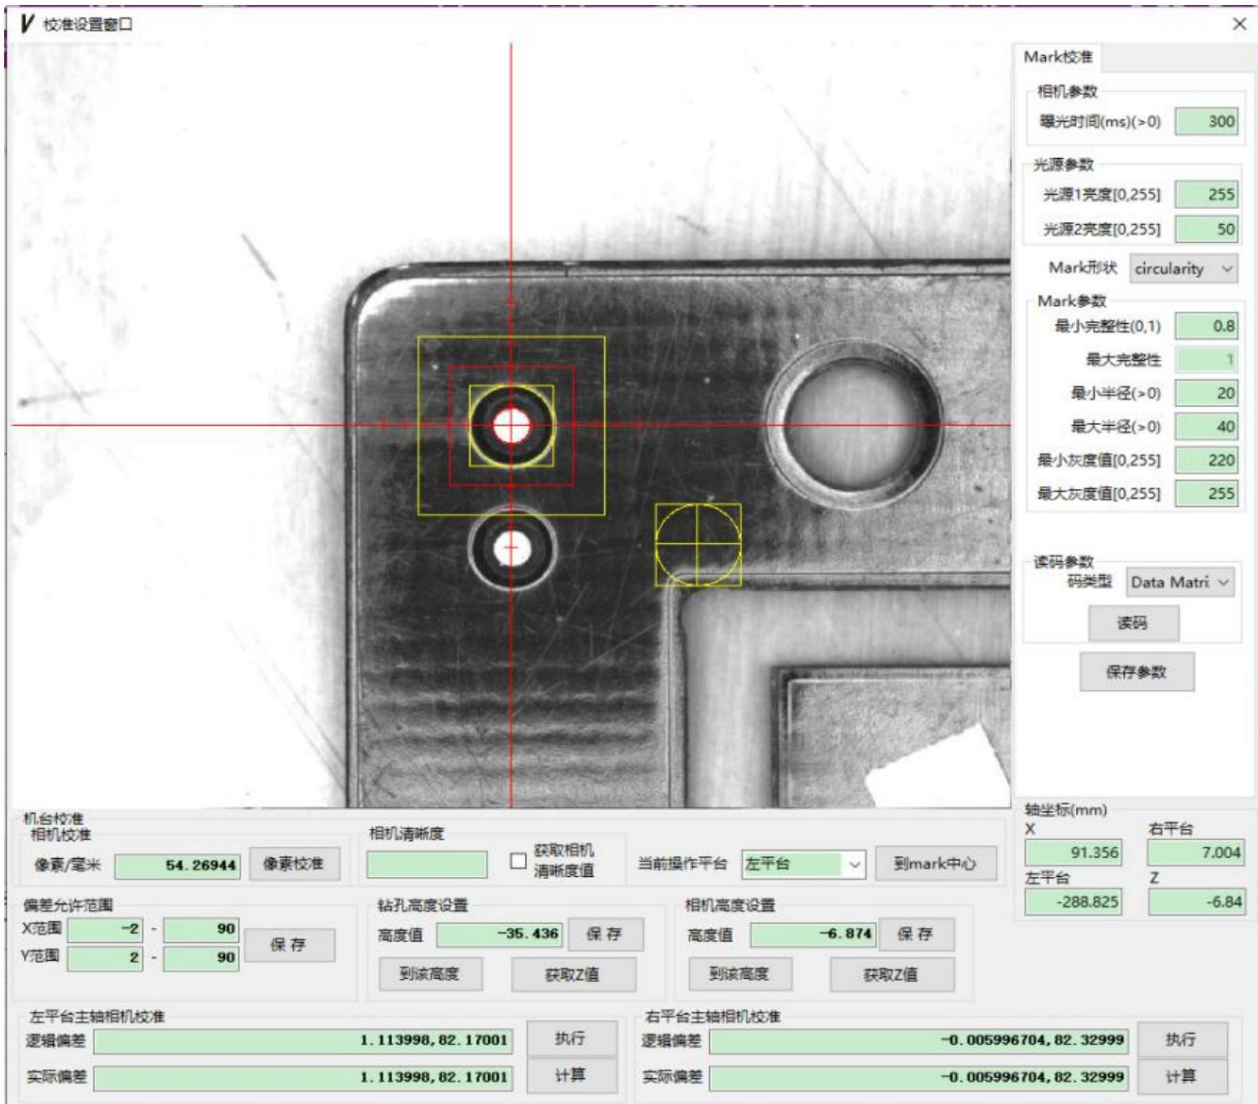 校准设置窗口
Mark校准
相机参数
曝光时间(ms)(>0) 300
光源参数
光源1亮度[0,255] 255
光源2亮度[0,255] 50
Mark形状 circularity
Mark参数
最小完整性(0,1) 0.8
最大完整性 1
最小半径(>0) 20
最大半径(>0) 40
最小灰度值[0,255] 220
最大灰度值[0,255] 255
读码参数
码类型 Data Matri
读码
保存参数
机台校准
相机校准
像素/毫米 54.26944 像素校准
相机清晰度
获取相机
清晰度值
当前操作平台 左平台 到mark中心
轴坐标(mm)
X 右平台
91.356 7.004
左平台 Z
-288.825 -6.84
偏差允许范围
X范围 -2 - 90
Y范围 2 - 90
保存
钻孔高度设置
高度值 -35.436 保存
到该高度 获取Z值
相机高度设置
高度值 -6.874 保存
到该高度 获取Z值
左平台主轴相机校准
逻辑偏差 1.113998,82.17001 执行
实际偏差 1.113998,82.17001 计算
右平台主轴相机校准
逻辑偏差 -0.005996704,82.32999 执行
实际偏差 -0.005996704,82.32999 计算